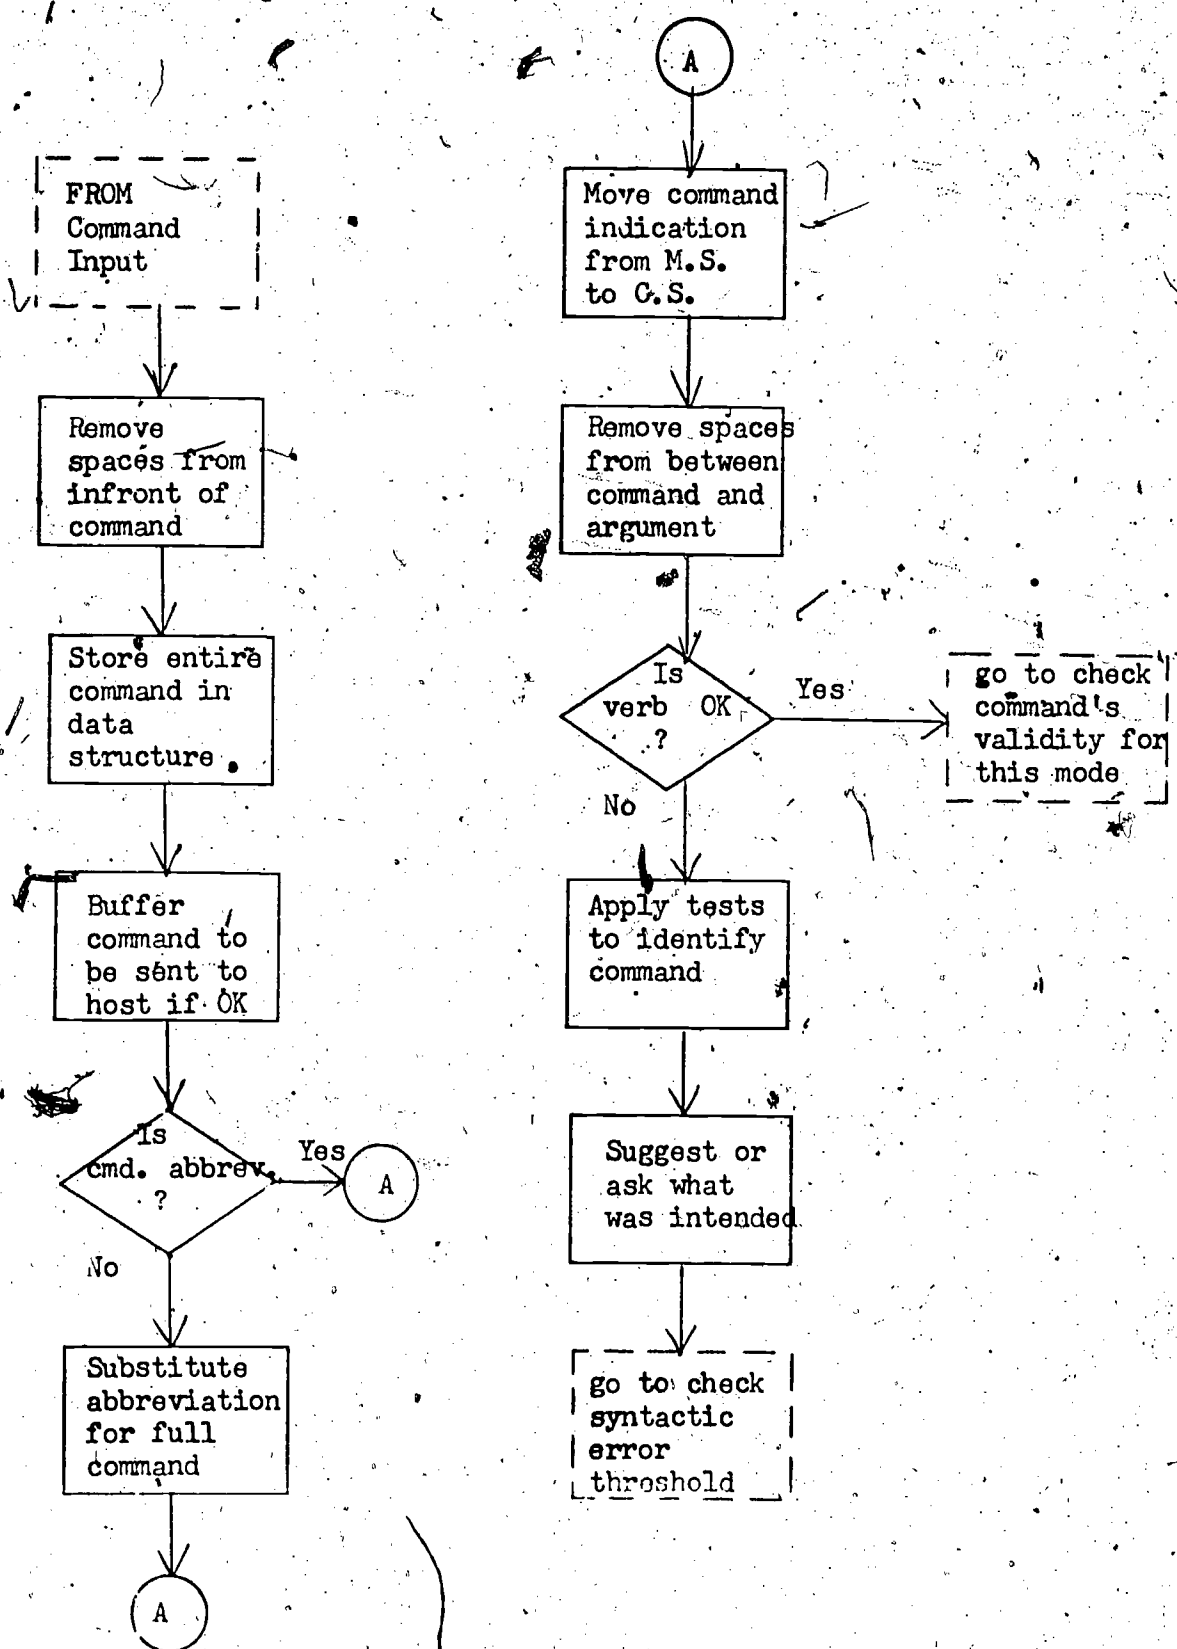 FROM
Command
Input
Remove
spaces from
infront of
command
Store entire
command in
data
structure.
Buffer
command to
be sent to
host if OK
Is
cmd. abbrev.
?
Yes
A
No
Substitute
abbreviation
for full
command
A
A
Move command
indication
from M.S.
to C.S.
Remove spaces
from between
command and
argument
Is
verb OK
?
Yes
go to check
command's
validity for
this mode
No
Apply tests
to identify
command
Suggest or
ask what
was intended
go to check
syntactic
error
threshold